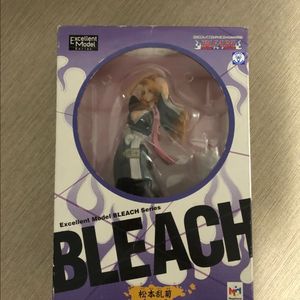 Excellent
Model
Excellent Model BLEACH Series
BLEACH
松本乱菊